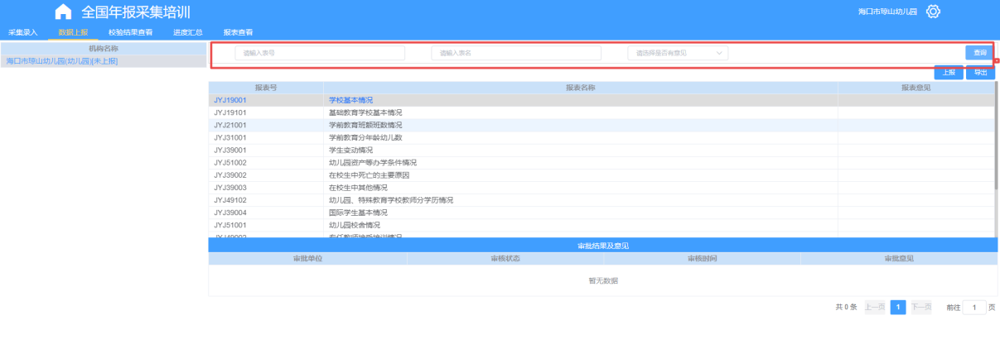 全国年报采集培训 海口市琼山幼儿园
采集录入 数据上报 校验结果查看 进度汇总 报表查看
机构名称
海口市琼山幼儿园(幼儿园)[未上报]
请输入表号 请输入表名 请选择是否有意见 查询
上报 导出
报表号 报表名称 报表意见
JYJ19001 学校基本情况
JYJ19101 基础教育学校基本情况
JYJ21001 学前教育班额班数情况
JYJ31001 学前教育分年龄幼儿数
JYJ39001 学生变动情况
JYJ51002 幼儿园资产等办学条件情况
JYJ39002 在校生中死亡的主要原因
JYJ39003 在校生中其他情况
JYJ49102 幼儿园、特殊教育学校教师分学历情况
JYJ39004 国际学生基本情况
JYJ51001 幼儿园校舍情况
JYJ49002 专任教师接受培训情况
审批结果及意见
审批单位 审核状态 审核时间 审批意见
暂无数据
共 0 条 上一页 1 下一页 前往 1 页